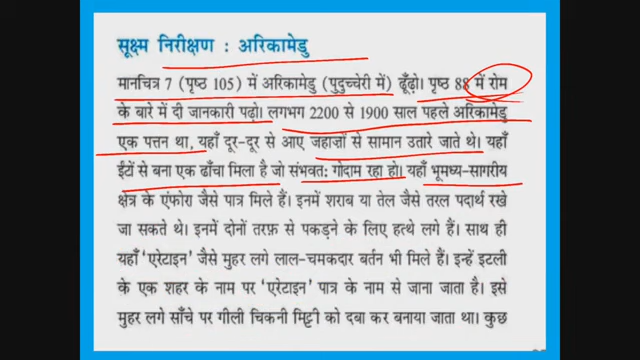 सूक्ष्म निरीक्षण : अरिकामेडु
मानचित्र 7 (पृष्ठ 105) में अरिकामेडु (पुदुच्चेरी में) ढूँढ़ो। पृष्ठ 88 में रोम
के बारे में दी जानकारी पढ़ो। लगभग 2200 से 1900 साल पहले अरिकामेडु
एक पत्तन था, यहाँ दूर-दूर से आए जहाज़ों से सामान उतारे जाते थे। यहाँ
ईंटों से बना एक ढाँचा मिला है जो संभवतः गोदाम रहा हो। यहाँ भूमध्य-सागरीय
क्षेत्र के एंफोरा जैसे पात्र मिले हैं। इनमें शराब या तेल जैसे तरल पदार्थ रखे
जा सकते थे। इनमें दोनों तरफ़ से पकड़ने के लिए हत्थे लगे हैं। साथ ही
यहाँ ‘एरेटाइन’ जैसे मुहर लगे लाल-चमकदार बर्तन भी मिले हैं। इन्हें इटली
के एक शहर के नाम पर ‘एरेटाइन’ पात्र के नाम से जाना जाता है। इसे
मुहर लगे साँचे पर गीली चिकनी मिट्टी को दबा कर बनाया जाता था। कुछ